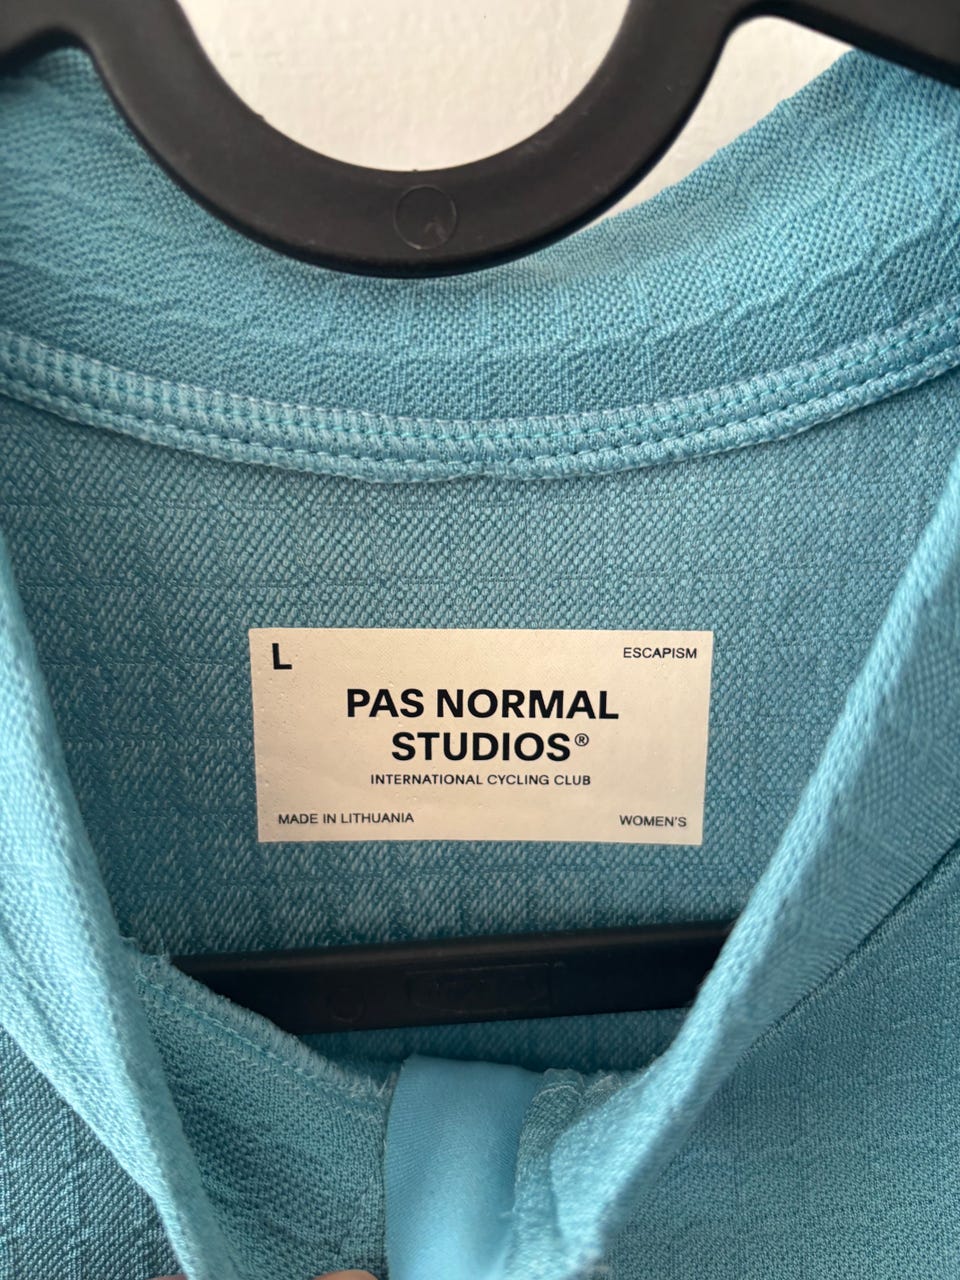 L
ESCAPISM
PAS NORMAL
STUDIOS®
INTERNATIONAL CYCLING CLUB
MADE IN LITHUANIA
WOMEN'S